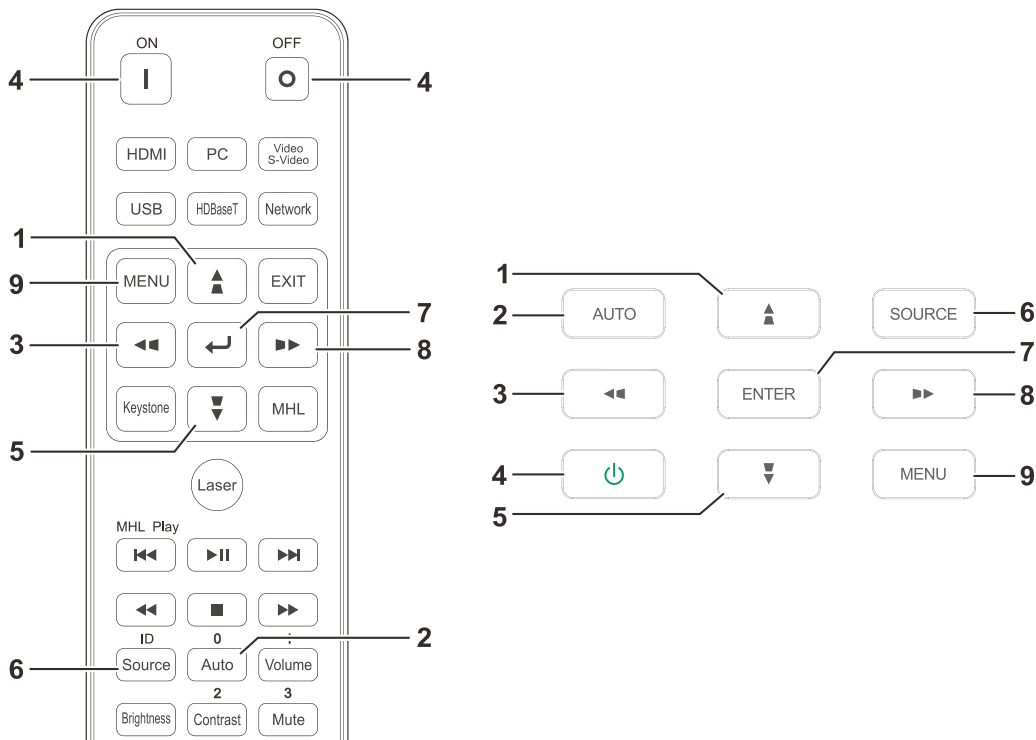 ON OFF
4 4
HDMI PC Video S-Video
USB HDBaseT Network
1
9 MENU EXIT
7
3 8
Keystone MHL
5
Laser
MHL Play
ID 0
2
6 Source Auto Volume
2 3
Brightness Contrast Mute
1
2 AUTO SOURCE 6
7
3 ENTER 8
4 MENU 9
5